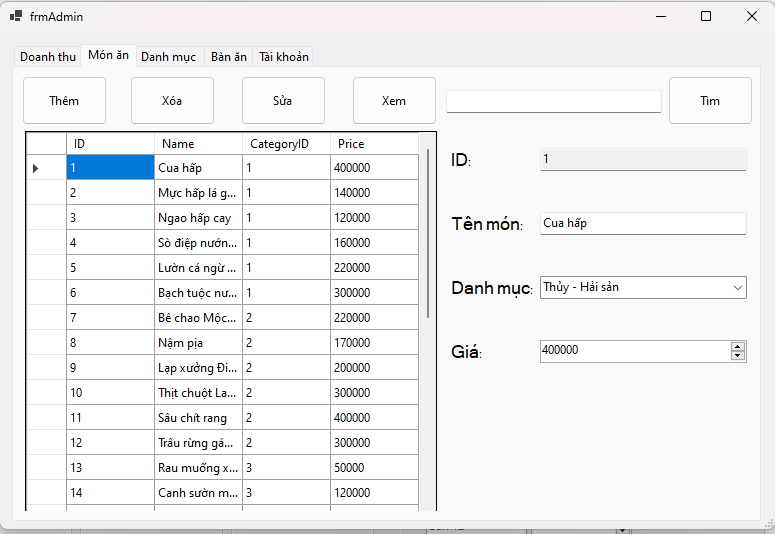 frmAdmin
Doanh thu Món ăn Danh mục Bàn ăn Tài khoản
Thêm Xóa Sửa Xem Tìm
ID Name CategoryID Price
1 Cua hấp 1 400000
2 Mực hấp lá g... 1 140000
3 Ngao hấp cay 1 120000
4 Sò điệp nướn... 1 160000
5 Lườn cá ngừ ... 1 220000
6 Bạch tuộc nư... 1 300000
7 Bê chao Mộc... 2 220000
8 Nậm pịa 2 170000
9 Lạp xưởng Đi... 2 200000
10 Thịt chuột La... 2 300000
11 Sâu chít rang 2 400000
12 Trâu rừng gá... 2 300000
13 Rau muống x... 3 50000
14 Canh sườn m... 3 120000
ID: 1
Tên món: Cua hấp
Danh mục: Thủy - Hải sản
Giá: 400000